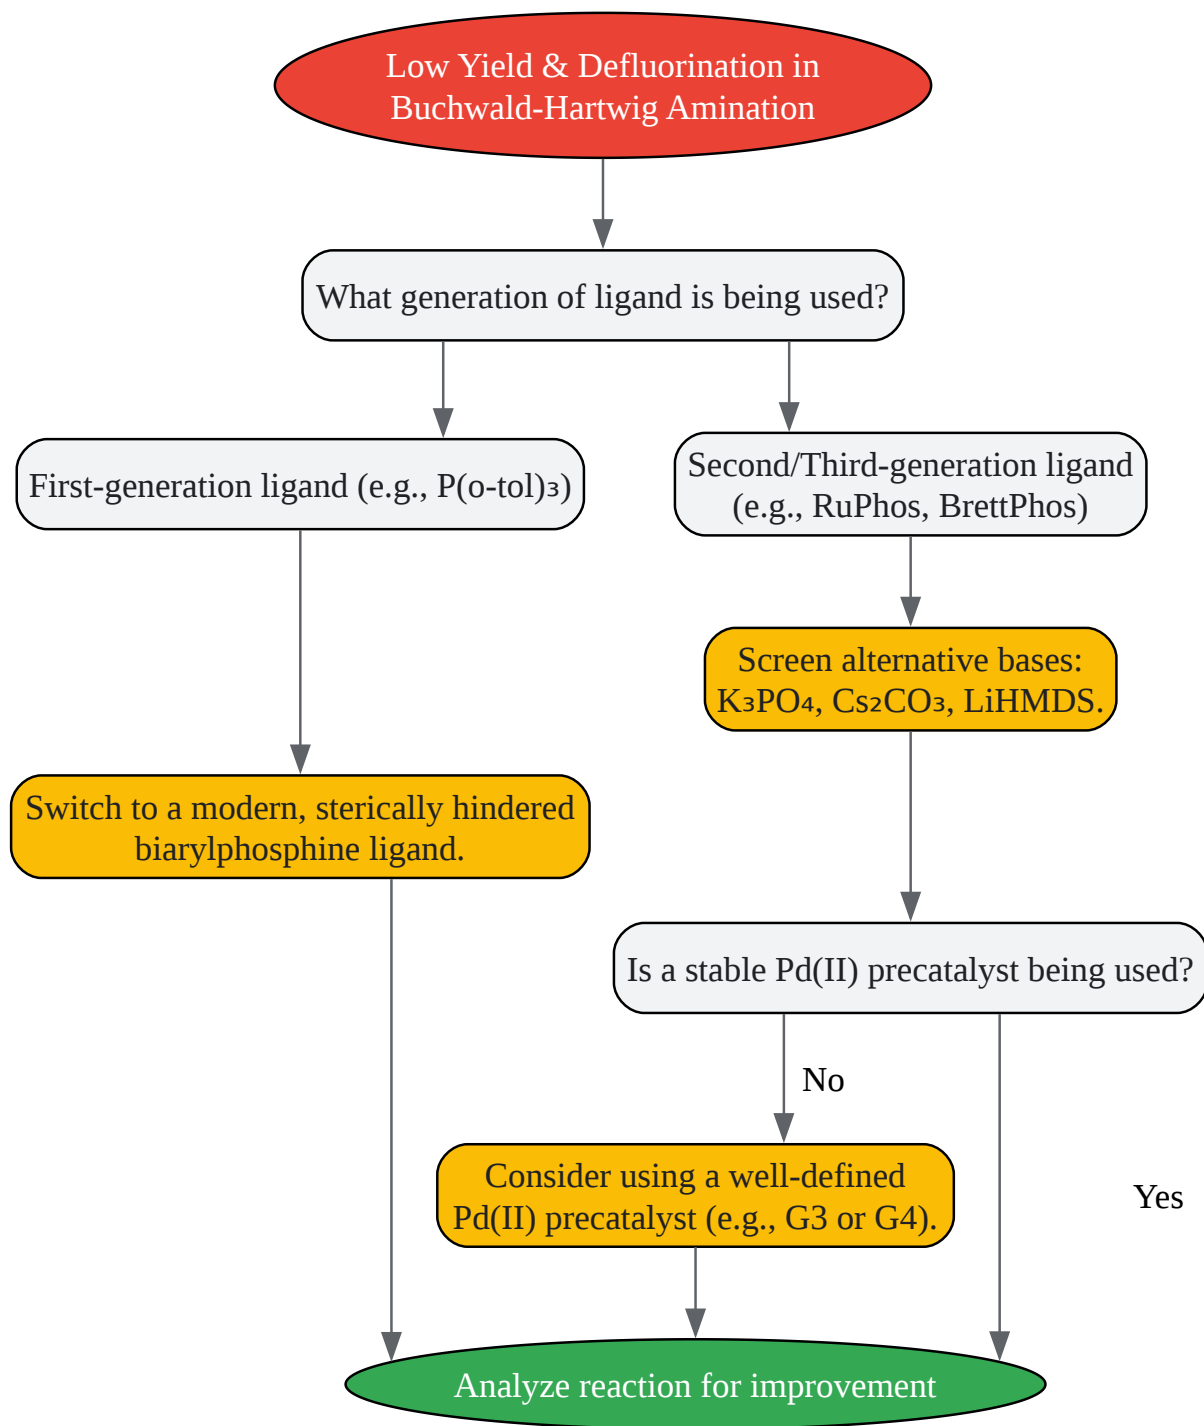 Low Yield & Defluorination in
Buchwald-Hartwig Amination
What generation of ligand is being used?
First-generation ligand (e.g., P(o-tol)₃)
Second/Third-generation ligand
(e.g., RuPhos, BrettPhos)
Screen alternative bases:
K₃PO₄, Cs₂CO₃, LiHMDS.
Switch to a modern, sterically hindered
biarylphosphine ligand.
Is a stable Pd(II) precatalyst being used?
No
Consider using a well-defined
Pd(II) precatalyst (e.g., G3 or G4).
Yes
Analyze reaction for improvement